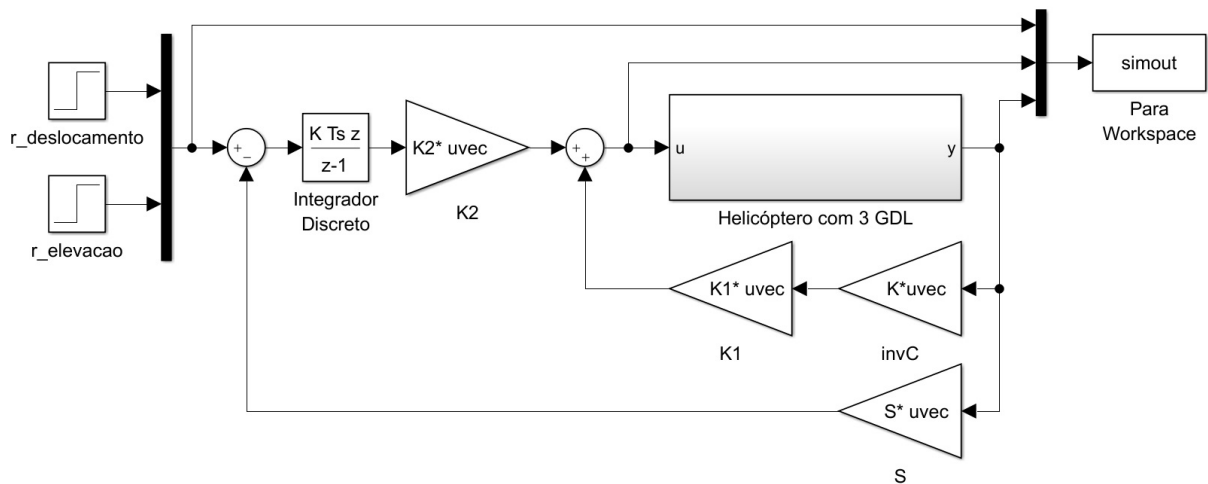 r_deslocamento
r_elevacao
+
−
K Ts z
z-1
Integrador
Discreto
K2* uvec
K2
+
+
u
y
Helicóptero com 3 GDL
simout
Para
Workspace
K1* uvec
K1
K*uvec
invC
S* uvec
S